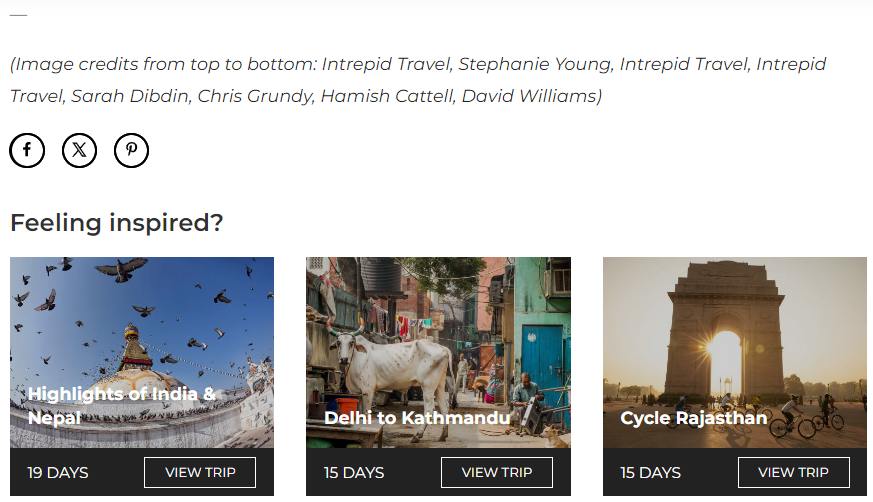 (Image credits from top to bottom: Intrepid Travel, Stephanie Young, Intrepid Travel, Intrepid
Travel, Sarah Dibdin, Chris Grundy, Hamish Cattell, David Williams)
Feeling inspired?
Highlights of India &
Nepal
19 DAYS
VIEW TRIP
Delhi to Kathmandu
15 DAYS
VIEW TRIP
Cycle Rajasthan
15 DAYS
VIEW TRIP